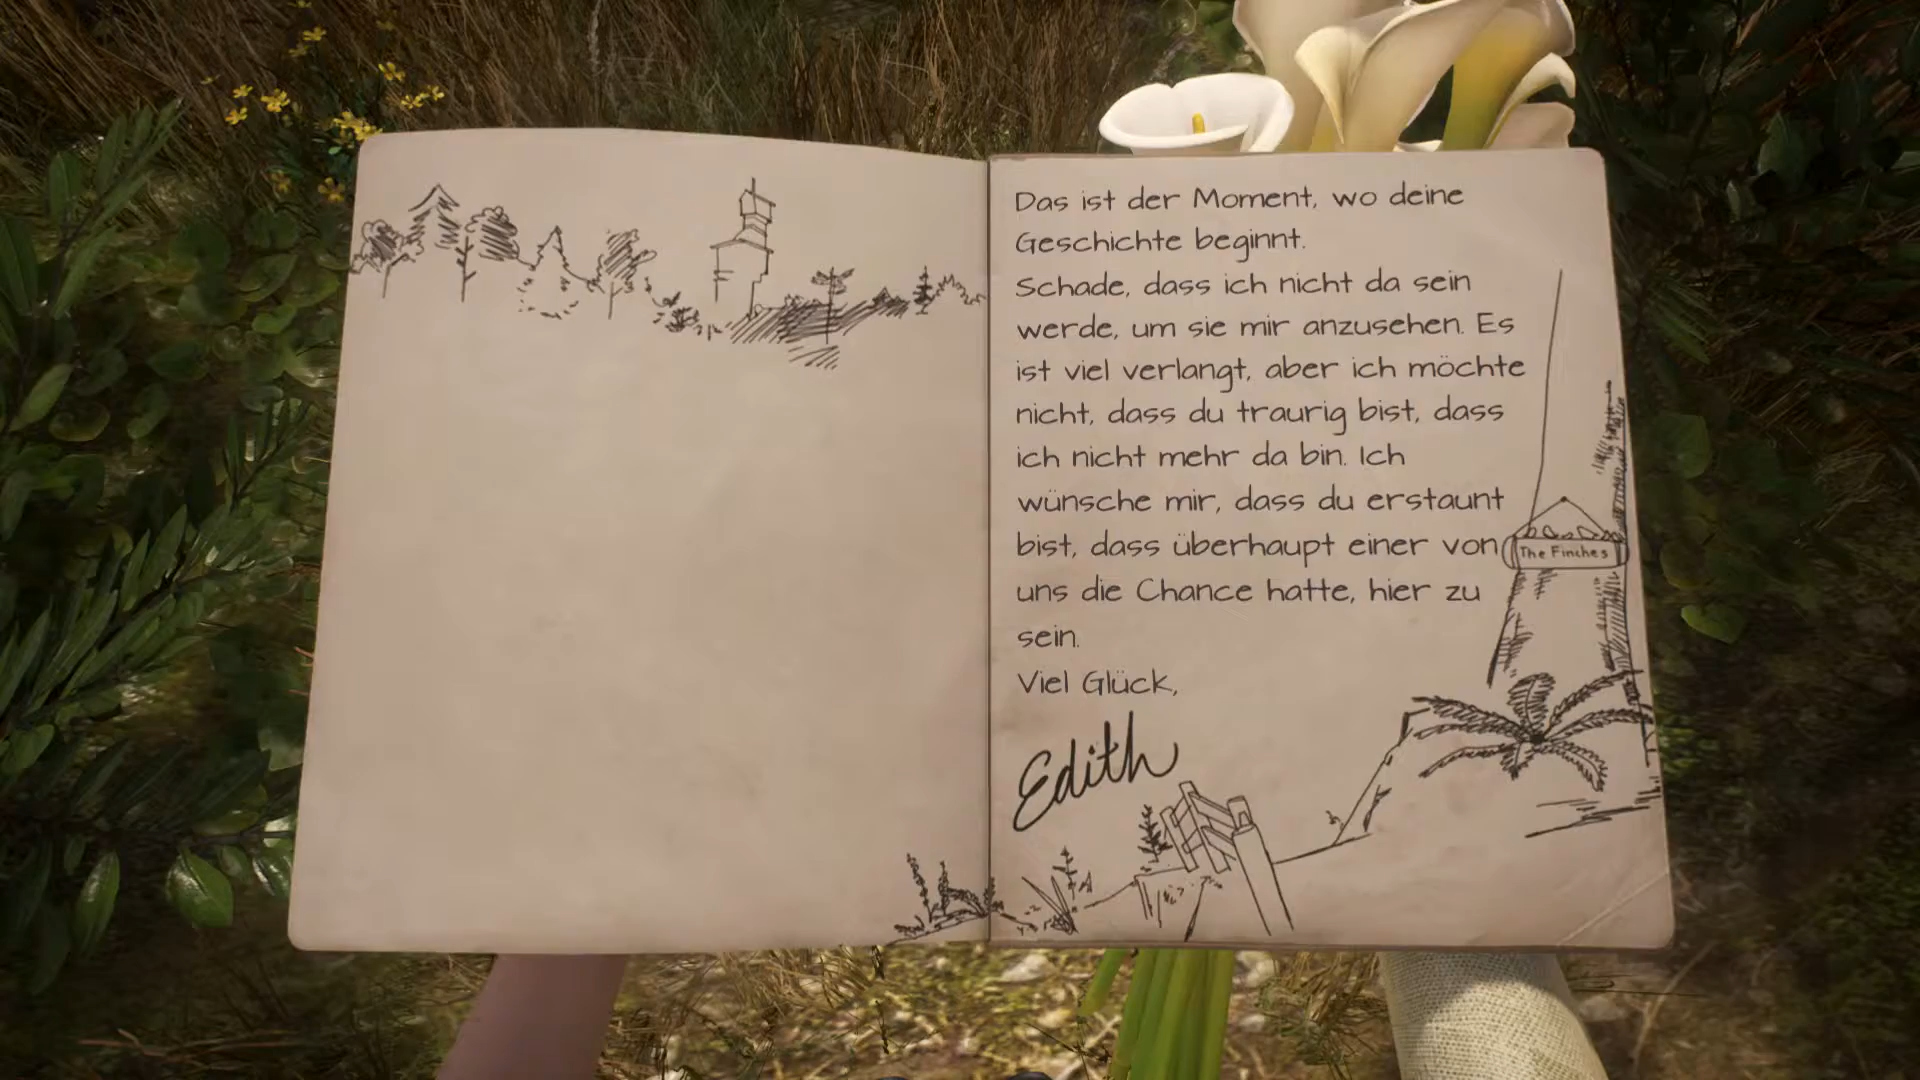 Das ist der Moment, wo deine
Geschichte beginnt.
Schade, dass ich nicht da sein
werde, um sie mir anzusehen. Es
ist viel verlangt, aber ich möchte
nicht, dass du traurig bist, dass
ich nicht mehr da bin. Ich
wünsche mir, dass du erstaunt
bist, dass überhaupt einer von
uns die Chance hatte, hier zu
sein.
Viel Glück,
Edith
The Finches